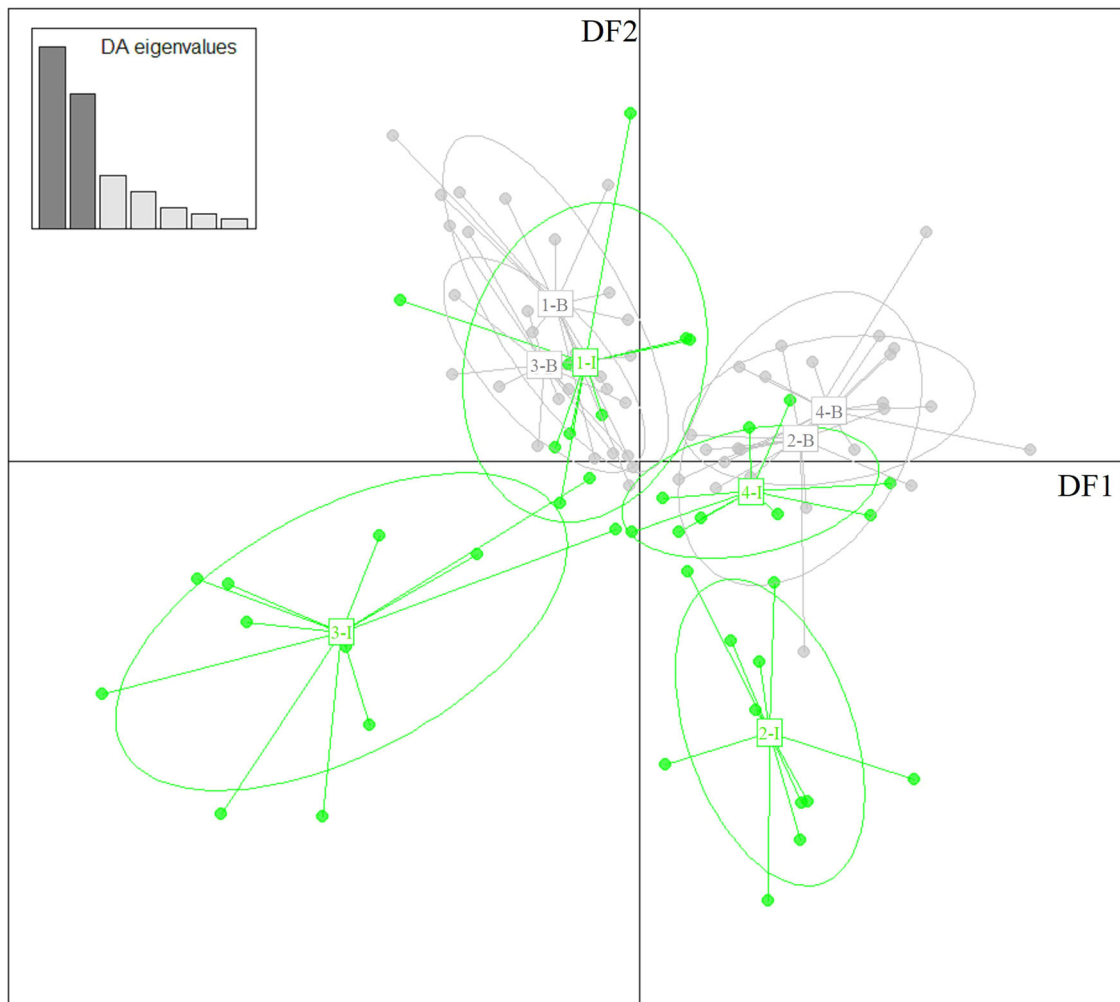 DF2
DA eigenvalues
1-B
3-B
1-I
4-B
2-B
4-I
DF1
3-I
2-I